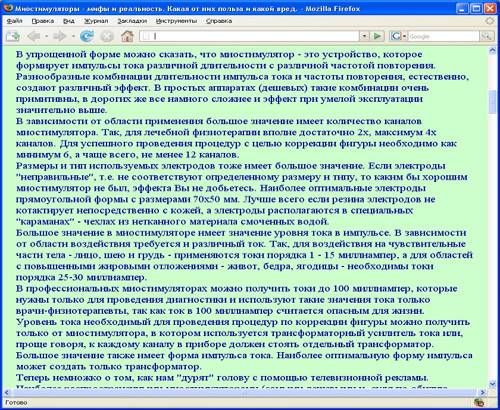 Миостимуляторы - мифы и реальность. Какая от них польза и какой вред. - Mozilla Firefox
Файл Правка Вид Журнал Закладки Инструменты Справка
Google
В упрощенной форме можно сказать, что миостимулятор - это устройство, которое
формирует импульсы тока различной длительности с различной частотой повторения.
Разнообразные комбинации длительности импульса тока и частоты повторения, естественно,
создают различный эффект. В простых аппаратах (дешевых) такие комбинации очень
примитивны, в дорогих же все намного сложнее и эффект при умелой эксплуатации
значительно выше.
В зависимости от области применения большое значение имеет количество каналов
миостимулятора. Так, для лечебной физиотерапии вполне достаточно 2х, максимум 4х
каналов. Для успешного проведения процедур с целью коррекции фигуры необходимо как
минимум 6, а чаще всего, не менее 12 каналов.
Размеры и тип используемых электродов тоже имеет большое значение. Если электроды
"неправильные", т.е. не соответствуют определенному размеру и типу, то каким бы хорошим
миостимулятор не был, эффекта Вы не добьетесь. Наиболее оптимальные электроды
прямоугольной формы с размерами 70х50 мм. Лучше всего если резина электродов не
котактирует непосредственно с кожей, а электроды располагаются в специальных
"караманах" - чехлах из нетканного материала смоченных водой.
Большое значение в миостимуляторе имеет значения уровня тока в импульсе. В зависимости
от области воздействия требуется и различный ток. Так, для воздействия на чувствительные
части тела - лицо, шею и грудь - применяются токи порядка 1 - 15 миллиампер, а для областей
с повышенными жировыми отложениями - живот, бедра, ягодицы - необходимы токи
порядка 25-30 миллиампер.
В профессиональных миостимуляторах можно получить токи до 100 миллиампер, которые
нужны только для проведения диагностики и используют такие значения тока только
врачи-физиотерапевты, так как ток в 100 миллиампер считается опасным для жизни.
Уровень тока необходимый для проведения процедур по коррекции фигуры можно получить
только от миостимулятора, в котором используется трансформаторный усилитель тока или,
проще говоря, к каждому каналу в приборе должен стоять отдельный трансформатор.
Большое значение также имеет форма импульса тока. Наиболее оптимальную форму импульса
может создать только трансформатор.
Теперь немножко о том, как нам "дурят" голову с помощью телевизионной рекламы.
Готово